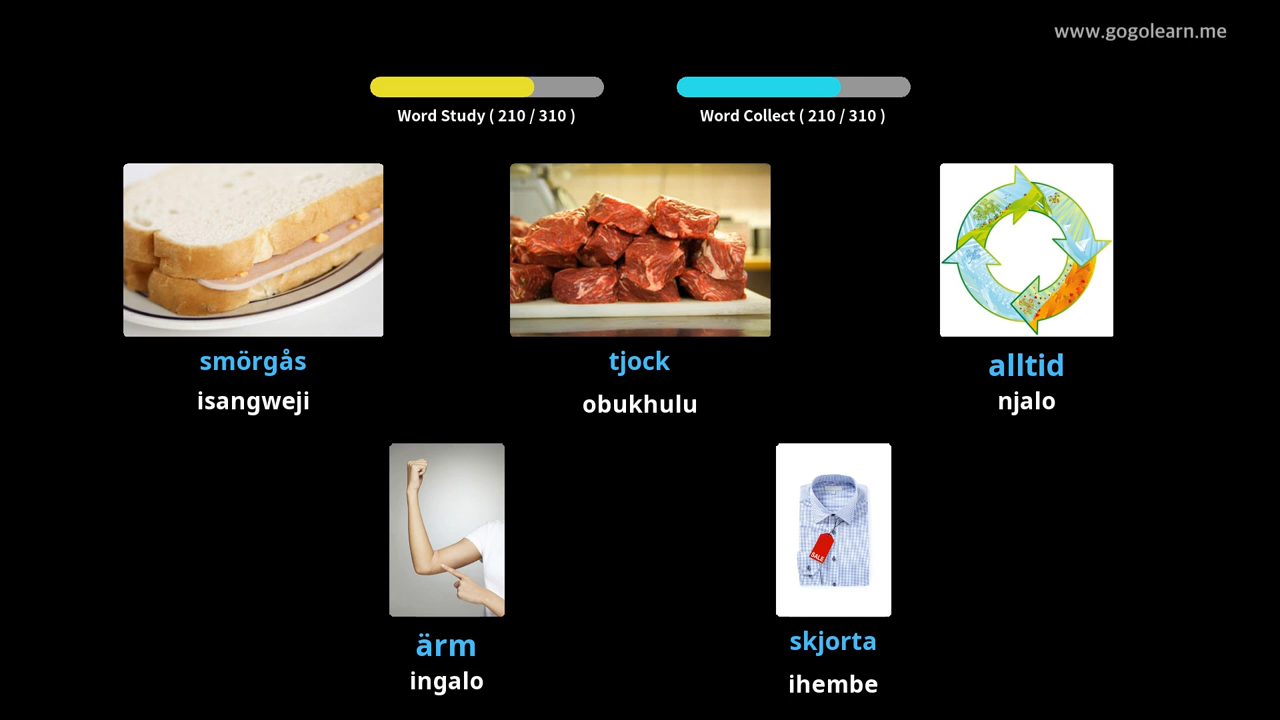 www.gogolearn.me
Word Study ( 210 / 310 )
Word Collect ( 210 / 310 )
smörgås
isangweji
tjock
obukhulu
alltid
njalo
SALE
ärm
ingalo
skjorta
ihembe